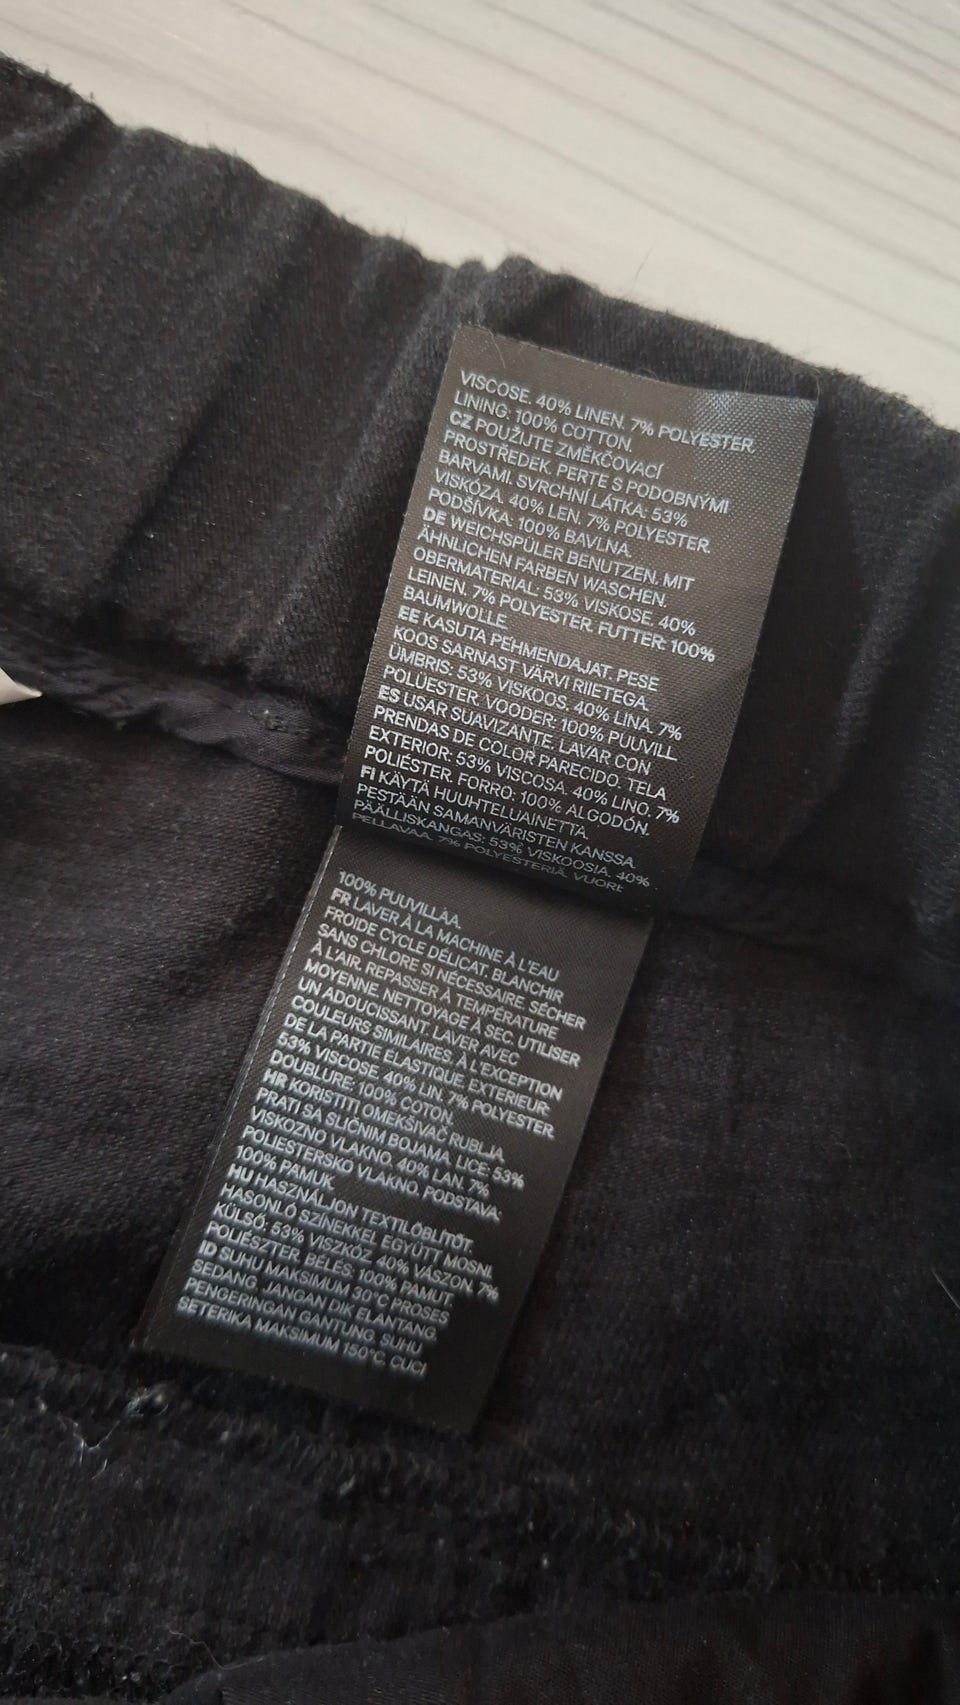 VISCOSE. 40% LINEN. 7% POLYESTER.
LINING: 100% COTTON.
CZ POUŽIJTE ZMĚKČOVACÍ
PROSTŘEDEK. PERTE S PODOBNÝMI
BARVAMI. SVRCHNÍ LÁTKA: 53%
VISKÓZA. 40% LEN. 7% POLYESTER.
PODŠÍVKA: 100% BAVLNA.
DE WEICHSPÜLER BENUTZEN. MIT
ÄHNLICHEN FARBEN WASCHEN.
OBERMATERIAL: 53% VISKOSE. 40%
LEINEN. 7% POLYESTER. FUTTER: 100%
BAUMWOLLE.
EE KASUTA PEHMENDAJAT. PESE
KOOS SARNAST VÄRVI RIIETEGA.
ÜMBRIS: 53% VISKOOS. 40% LINA. 7%
POLÜESTER. VOODER: 100% PUUVILL.
ES USAR SUAVIZANTE. LAVAR CON
PRENDAS DE COLOR PARECIDO. TELA
EXTERIOR: 53% VISCOSA. 40% LINO. 7%
POLIÉSTER. FORRO: 100% ALGODÓN.
FI KÄYTÄ HUUHTELUAINETTA.
PESTÄÄN SAMANVÄRISTEN KANSSA.
PÄÄLLISKANGAS: 53% VISKOOSIA. 40%
PELLAVAA. 7% POLYESTERIÄ. VUORI:
100% PUUVILLAA.
FR LAVER À LA MACHINE À L'EAU
FROIDE CYCLE DÉLICAT. BLANCHIR
SANS CHLORE SI NÉCESSAIRE. SÉCHER
À L'AIR. REPASSER À TEMPÉRATURE
MOYENNE. NETTOYAGE À SEC. UTILISER
UN ADOUCISSANT. LAVER AVEC
COULEURS SIMILAIRES. À L'EXCEPTION
DE LA PARTIE ÉLASTIQUE. EXTERIEUR:
53% VISCOSE. 40% LIN. 7% POLYESTER.
DOUBLURE: 100% COTON.
HR KORISTITI OMEKŠIVAČ RUBLJA.
PRATI SA SLIČNIM BOJAMA. LICE: 53%
VISKOZNO VLAKNO. 40% LAN. 7%
POLIESTERSKO VLAKNO. PODSTAVA:
100% PAMUK.
HU HASZNÁLJON TEXTILÖBLÍTŐT.
HASONLÓ SZÍNEKKEL EGYÜTT MOSNI.
KÜLSŐ: 53% VISZKÓZ. 40% VÁSZON. 7%
POLIÉSZTER. BÉLÉS: 100% PAMUT.
ID SUHU MAKSIMUM 30°C PROSES
SEDANG. JANGAN DIKELANTANG.
PENGERINGAN GANTUNG. SUHU
SETERIKA MAKSIMUM 150°C. CUCI